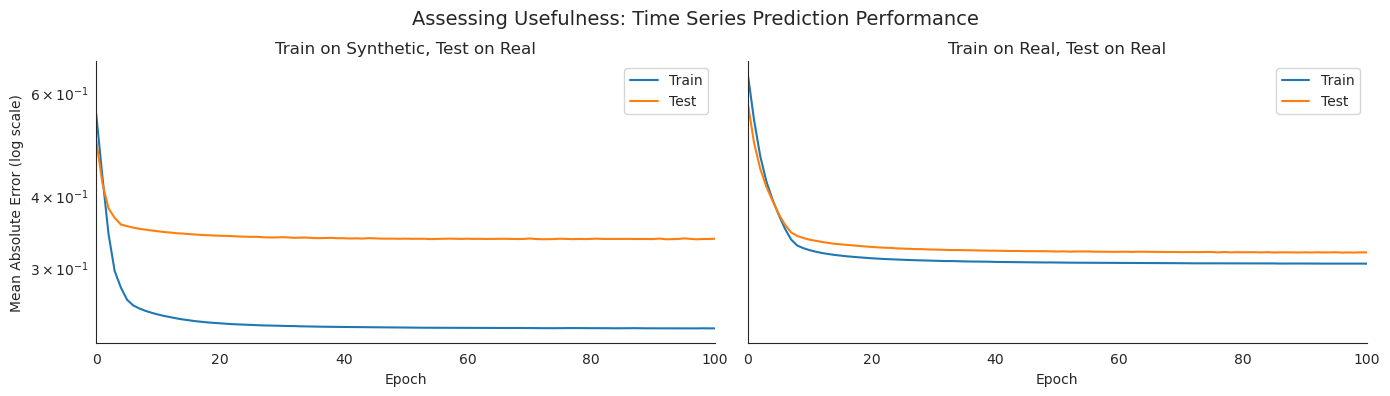 Assessing Usefulness: Time Series Prediction Performance
Train on Synthetic, Test on Real
Mean Absolute Error (log scale)
6 × 10⁻¹
4 × 10⁻¹
3 × 10⁻¹
Train
Test
0 20 40 60 80 100
Epoch
Train on Real, Test on Real
Train
Test
0 20 40 60 80 100
Epoch